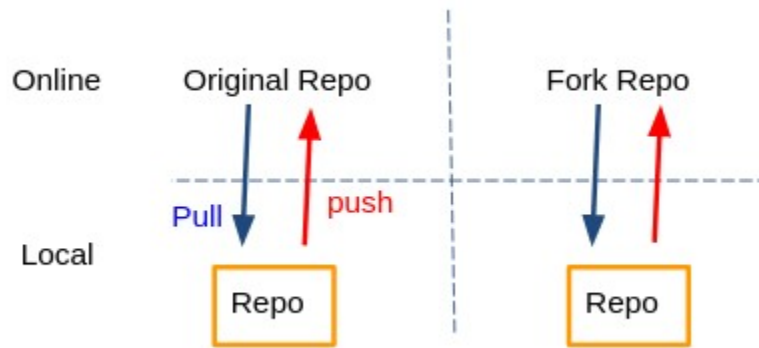 Online
Original Repo
Fork Repo
Pull
push
Local
Repo
Repo